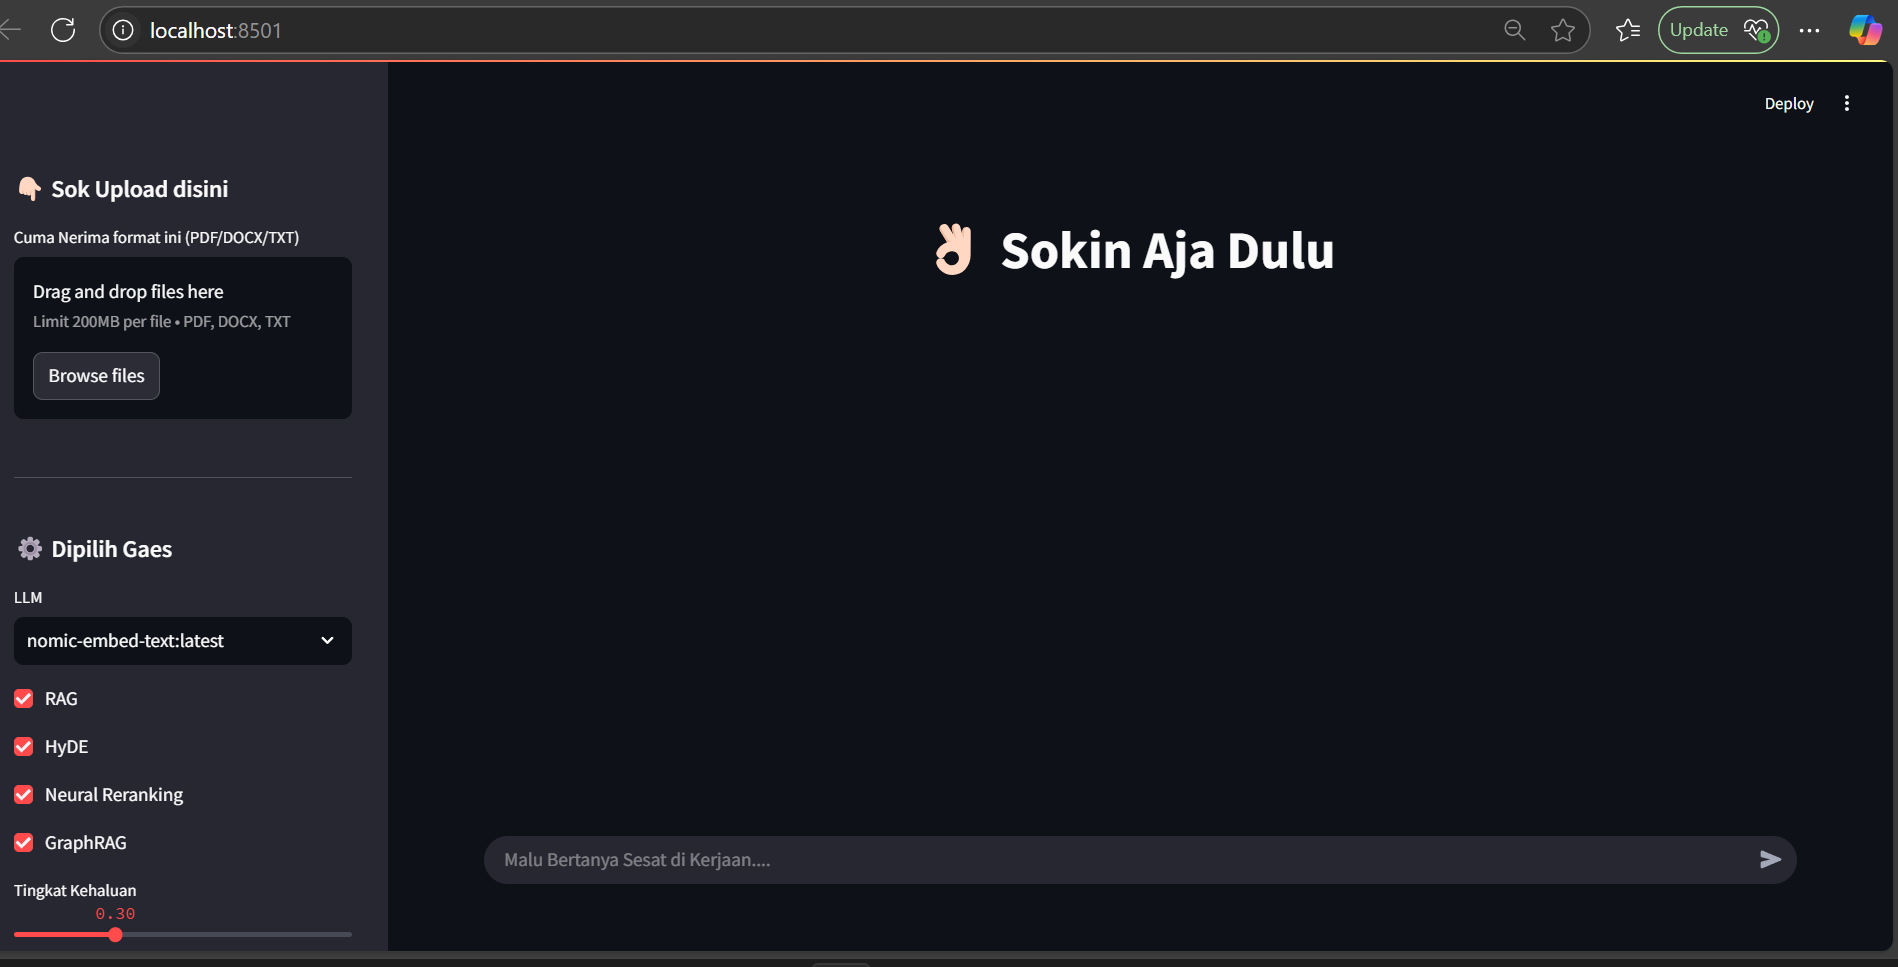 localhost:8501
Update
Deploy
Sok Upload disini
Cuma Nerima format ini (PDF/DOCX/TXT)
Drag and drop files here
Limit 200MB per file • PDF, DOCX, TXT
Browse files
Dipilih Gaes
LLM
nomic-embed-text:latest
RAG
HyDE
Neural Reranking
GraphRAG
Tingkat Kehaluan
0.30
Sokin Aja Dulu
Malu Bertanya Sesat di Kerjaan....